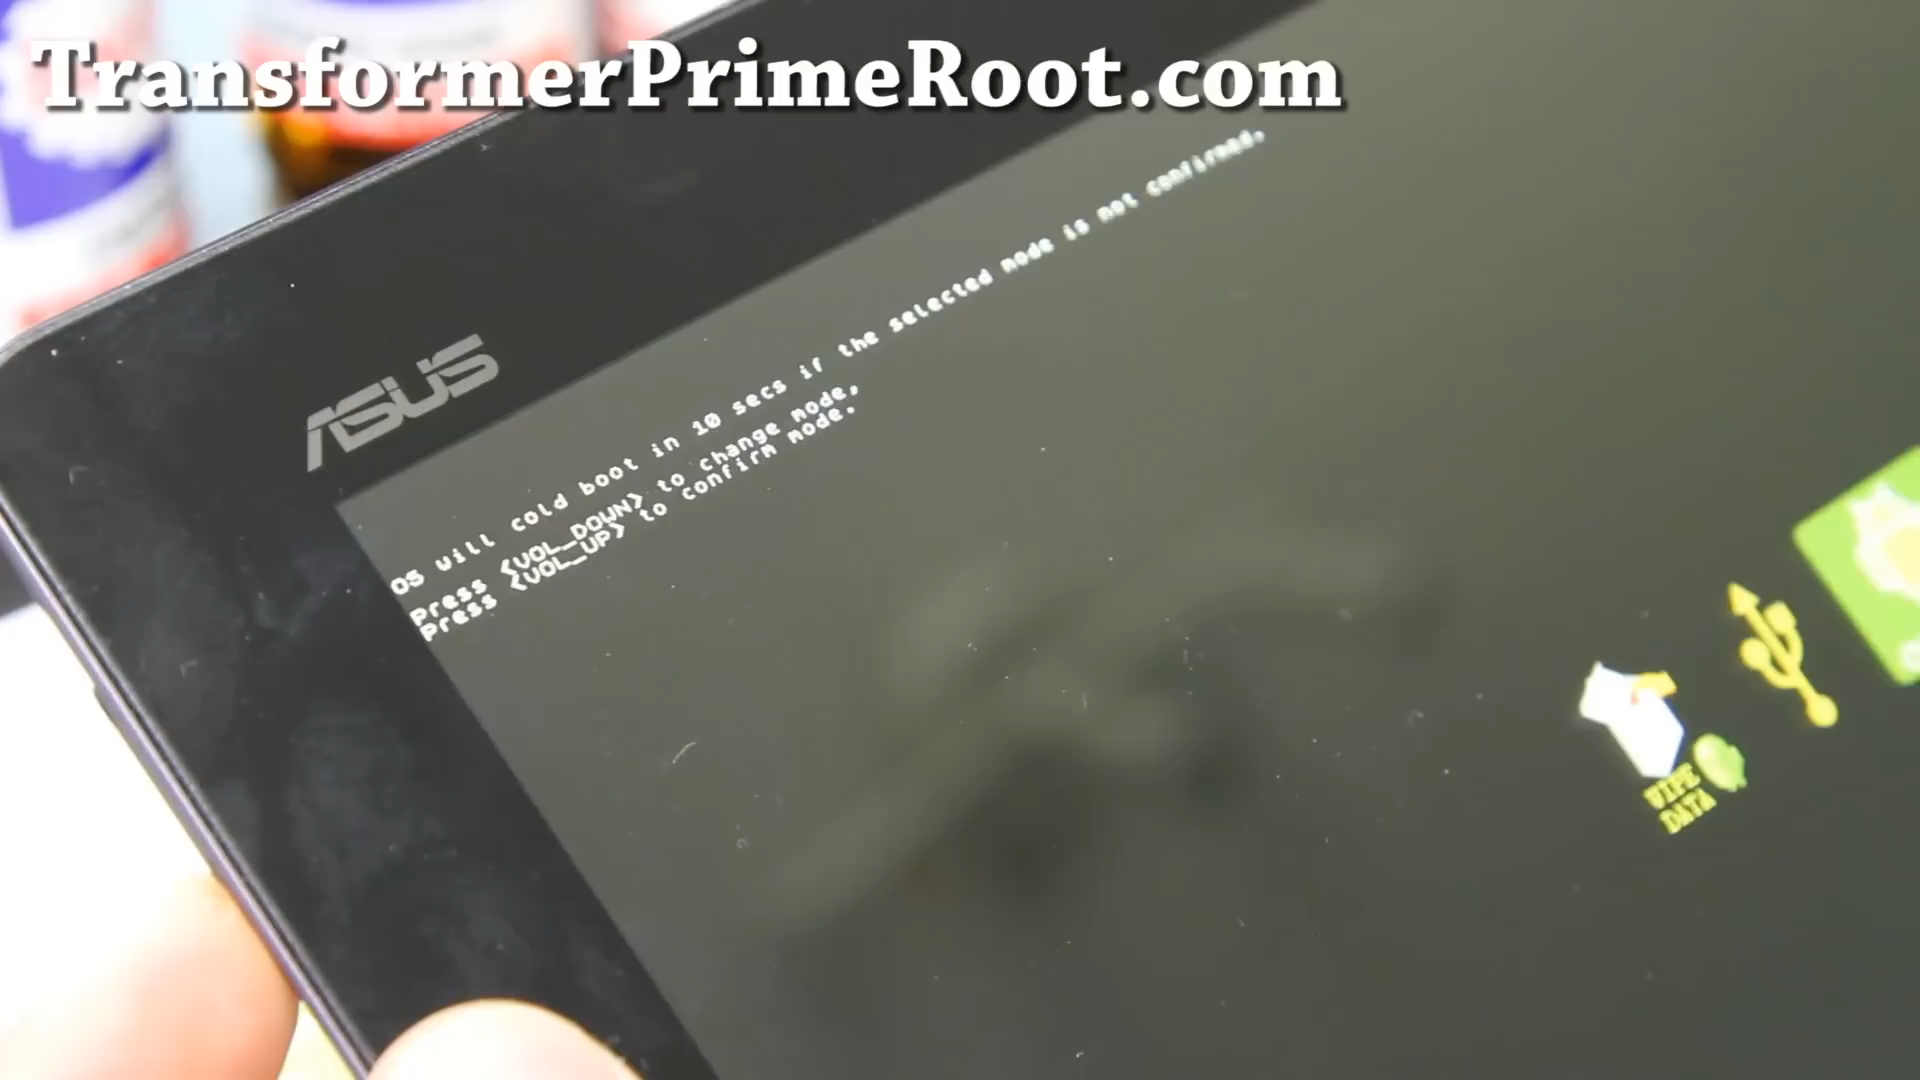 TransformerPrimeRoot.com
ASUS
OS will cold boot in 10 secs if the selected mode is not confirmed.
Press <VOL_DOWN> to change mode,
Press <VOL_UP> to confirm mode.
WIPE
DATA